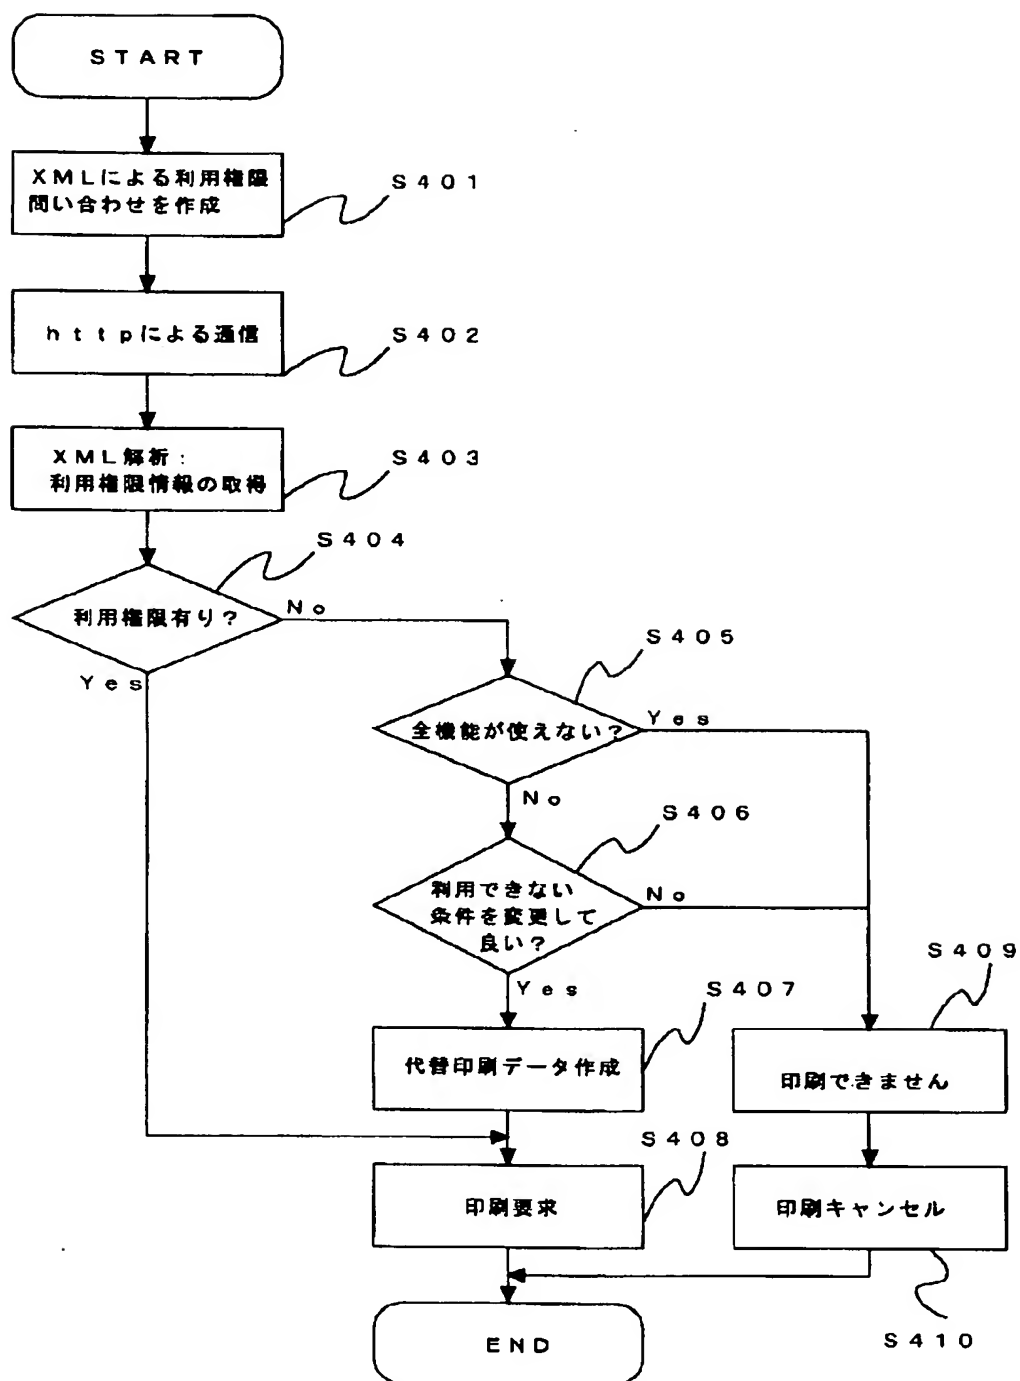 START
XMLによる利用権限
問い合わせを作成
S401
httpによる通信
S402
XML解析:
利用権限情報の取得
S403
S404
利用権限有り?
No
Yes
S405
全機能が使えない?
Yes
No
S406
利用できない
条件を変更して
良い?
No
Yes
S407
代替印刷データ作成
S409
印刷できません
S408
印刷要求
印刷キャンセル
S410
END